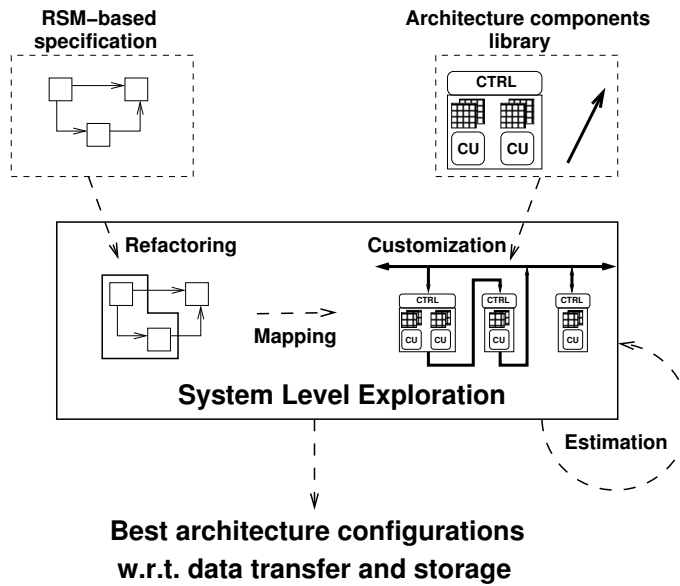 RSM−based
specification
Architecture components
library
CTRL
CU CU
Refactoring
Customization
Mapping
CTRL CTRL CTRL
CU CU CU CU
System Level Exploration
Estimation
Best architecture configurations
w.r.t. data transfer and storage